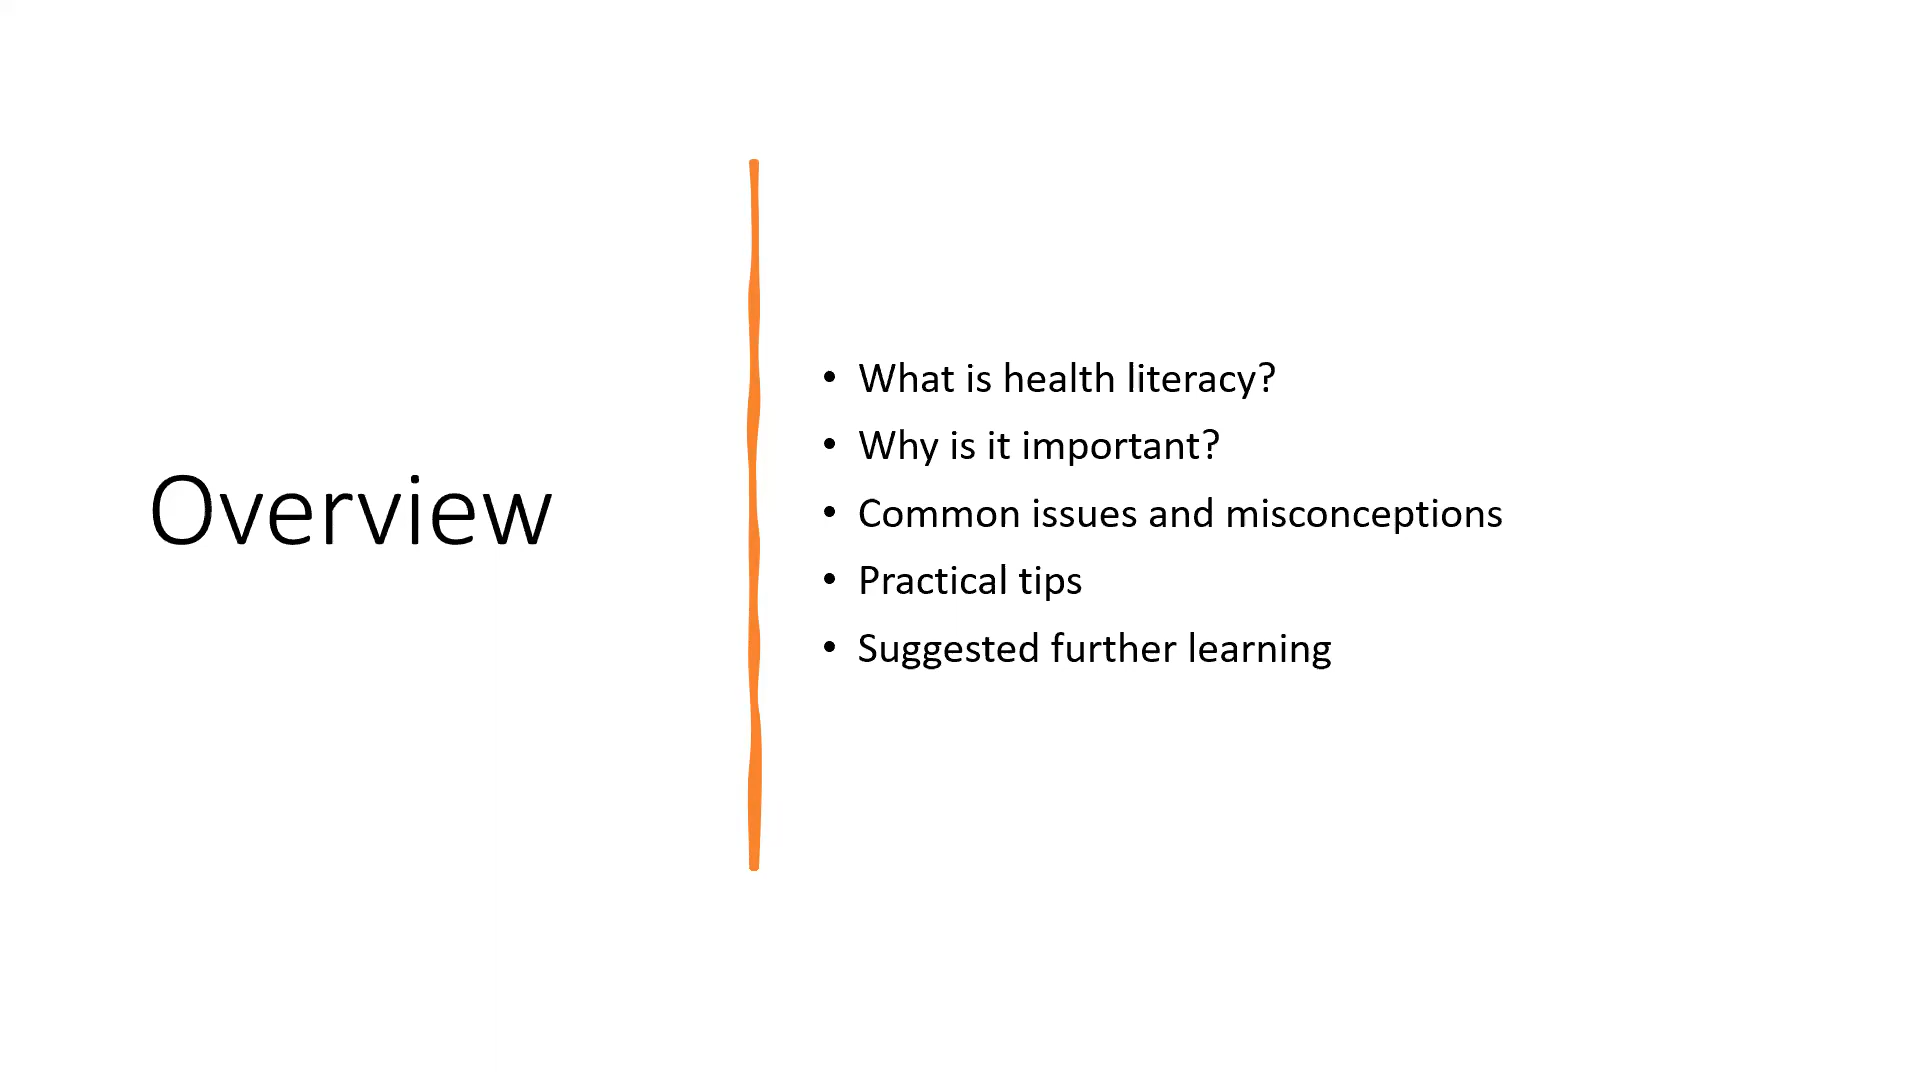 Overview
• What is health literacy?
• Why is it important?
• Common issues and misconceptions
• Practical tips
• Suggested further learning